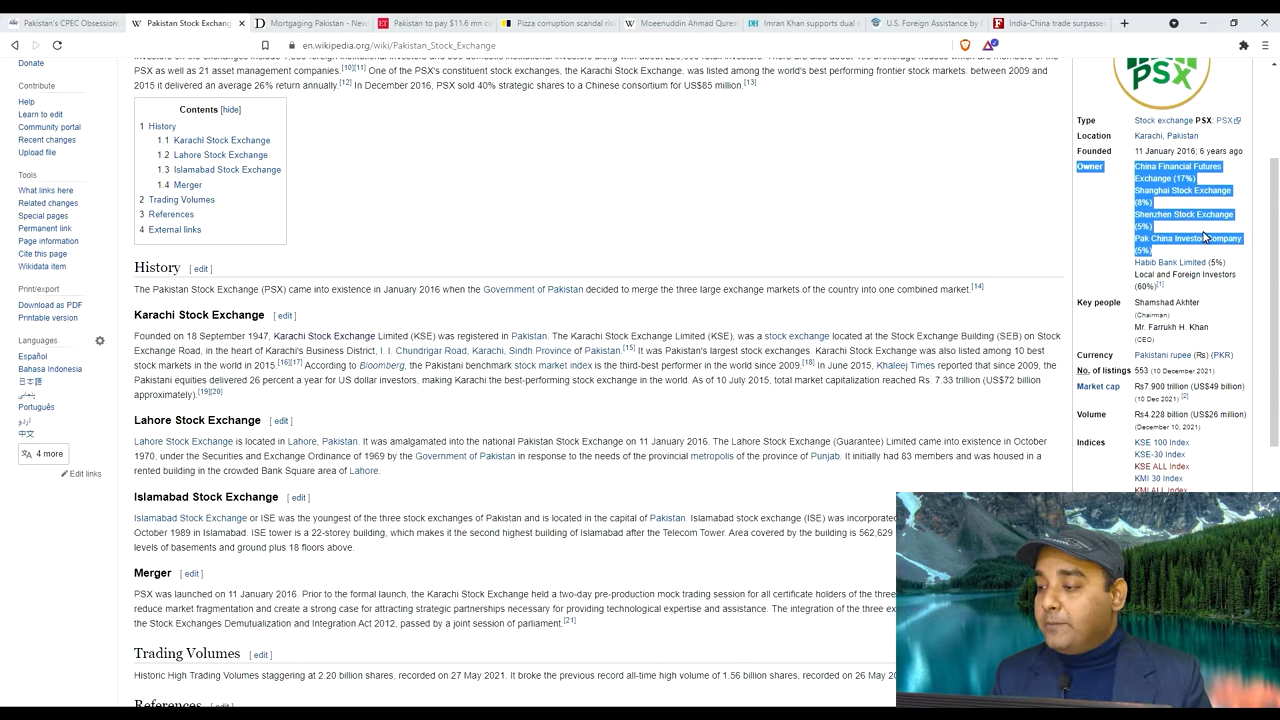 Pakistan's CPEC Obsession
Pakistan Stock Exchang
Mortgaging Pakistan - New
Pakistan to pay $11.6 mn c
Pizza corruption scandal ris
Moeenuddin Ahmad Qures
Imran Khan supports dual
U.S. Foreign Assistance by C
India-China trade surpasse
en.wikipedia.org/wiki/Pakistan_Stock_Exchange
Donate
Contribute
Help
Learn to edit
Community portal
Recent changes
Upload file
Tools
What links here
Related changes
Special pages
Permanent link
Page information
Cite this page
Wikidata item
Print/export
Download as PDF
Printable version
Languages
Español
Bahasa Indonesia
日本語
پنجابی
Português
اردو
中文
4 more
Edit links
PSX as well as 21 asset management companies.[10][11] One of the PSX's constituent stock exchanges, the Karachi Stock Exchange, was listed among the world's best performing frontier stock markets: between 2009 and
2015 it delivered an average 26% return annually.[12] In December 2016, PSX sold 40% strategic shares to a Chinese consortium for US$85 million.[13]
Contents [hide]
1 History
1.1 Karachi Stock Exchange
1.2 Lahore Stock Exchange
1.3 Islamabad Stock Exchange
1.4 Merger
2 Trading Volumes
3 References
4 External links
History [ edit ]
The Pakistan Stock Exchange (PSX) came into existence in January 2016 when the Government of Pakistan decided to merge the three large exchange markets of the country into one combined market.[14]
Karachi Stock Exchange [ edit ]
Founded on 18 September 1947, Karachi Stock Exchange Limited (KSE) was registered in Pakistan. The Karachi Stock Exchange Limited (KSE), was a stock exchange located at the Stock Exchange Building (SEB) on Stock
Exchange Road, in the heart of Karachi's Business District, I. I. Chundrigar Road, Karachi, Sindh Province of Pakistan.[15] It was Pakistan's largest stock exchanges. Karachi Stock Exchange was also listed among 10 best
stock markets in the world in 2015.[16][17] According to Bloomberg, the Pakistan benchmark stock market index is the third-best performer in the world since 2009.[18] In June 2015, Khaleej Times reported that since 2009, the
Pakistani equities delivered 26 percent a year for US dollar investors, making Karachi the best-performing stock exchange in the world. As of 10 July 2015, total market capitalization reached Rs. 7.33 trillion (US$72 billion
approximately).[19][20]
Lahore Stock Exchange [ edit ]
Lahore Stock Exchange is located in Lahore, Pakistan. It was amalgamated into the national Pakistan Stock Exchange on 11 January 2016. The Lahore Stock Exchange (Guarantee) Limited came into existence in October
1970, under the Securities and Exchange Ordinance of 1969 by the Government of Pakistan in response to the needs of the provincial metropolis of the province of Punjab. It initially had 83 members and was housed in a
rented building in the crowded Bank Square area of Lahore.
Islamabad Stock Exchange [ edit ]
Islamabad Stock Exchange or ISE was the youngest of the three stock exchanges of Pakistan and is located in the capital of Pakistan. Islamabad stock exchange (ISE) was incorporated
October 1989 in Islamabad. ISE tower is a 22-storey building, which makes it the second highest building of Islamabad after the Telecom Tower. Area covered by the building is 562,629
levels of basements and ground plus 18 floors above.
Merger [ edit ]
PSX was launched on 11 January 2016. Prior to the formal launch, the Karachi Stock Exchange held a two-day pre-production mock trading session for all certificate holders of the three
reduce market fragmentation and create a strong case for attracting strategic partnerships necessary for providing technological expertise and assistance. The integration of the three ex
the Stock Exchanges Demutualization and Integration Act 2012, passed by a joint session of parliament.[21]
Trading Volumes [ edit ]
Historic High Trading Volumes staggering at 2.20 billion shares, recorded on 27 May 2021. It broke the previous record all-time high volume of 1.56 billion shares, recorded on 26 May 20
References [ edit ]
PSX
Type Stock exchange PSX: PSX
Location Karachi, Pakistan
Founded 11 January 2016; 6 years ago
Owner China Financial Futures
Exchange (17%)
Shanghai Stock Exchange
(8%)
Shenzhen Stock Exchange
(5%)
Pak China Investor Company
(5%)
Habib Bank Limited (5%)
Local and Foreign Investors
(60%)[1]
Key people Shamshad Akhter
(Chairman)
Mr. Farrukh H. Khan
(CEO)
Currency Pakistani rupee (₨) (PKR)
No. of listings 553 (10 December 2021)
Market cap ₨7.900 trillion (US$49 billion)
(10 Dec 2021) [2]
Volume ₨4.228 billion (US$26 million)
(December 10, 2021)
Indices KSE 100 Index
KSE-30 Index
KSE ALL Index
KMI 30 Index
KMI ALL Index